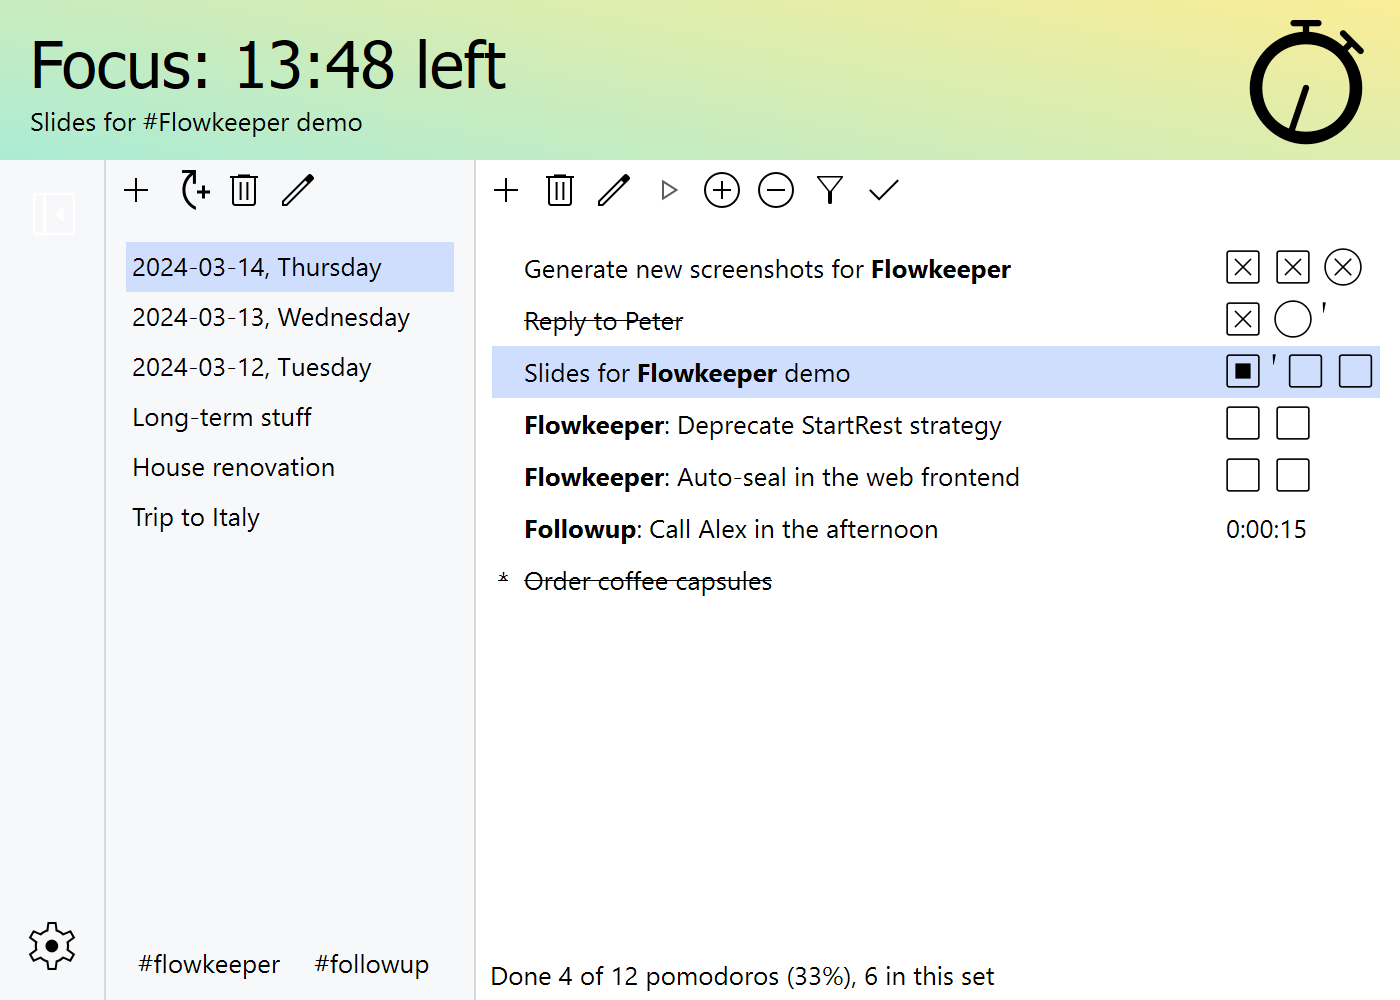 Focus: 13:48 left
Slides for #Flowkeeper demo
2024-03-14, Thursday
2024-03-13, Wednesday
2024-03-12, Tuesday
Long-term stuff
House renovation
Trip to Italy
#flowkeeper #followup
Generate new screenshots for Flowkeeper
Reply to Peter '
Slides for Flowkeeper demo '
Flowkeeper: Deprecate StartRest strategy
Flowkeeper: Auto-seal in the web frontend
Followup: Call Alex in the afternoon 0:00:15
* Order coffee capsules
Done 4 of 12 pomodoros (33%), 6 in this set